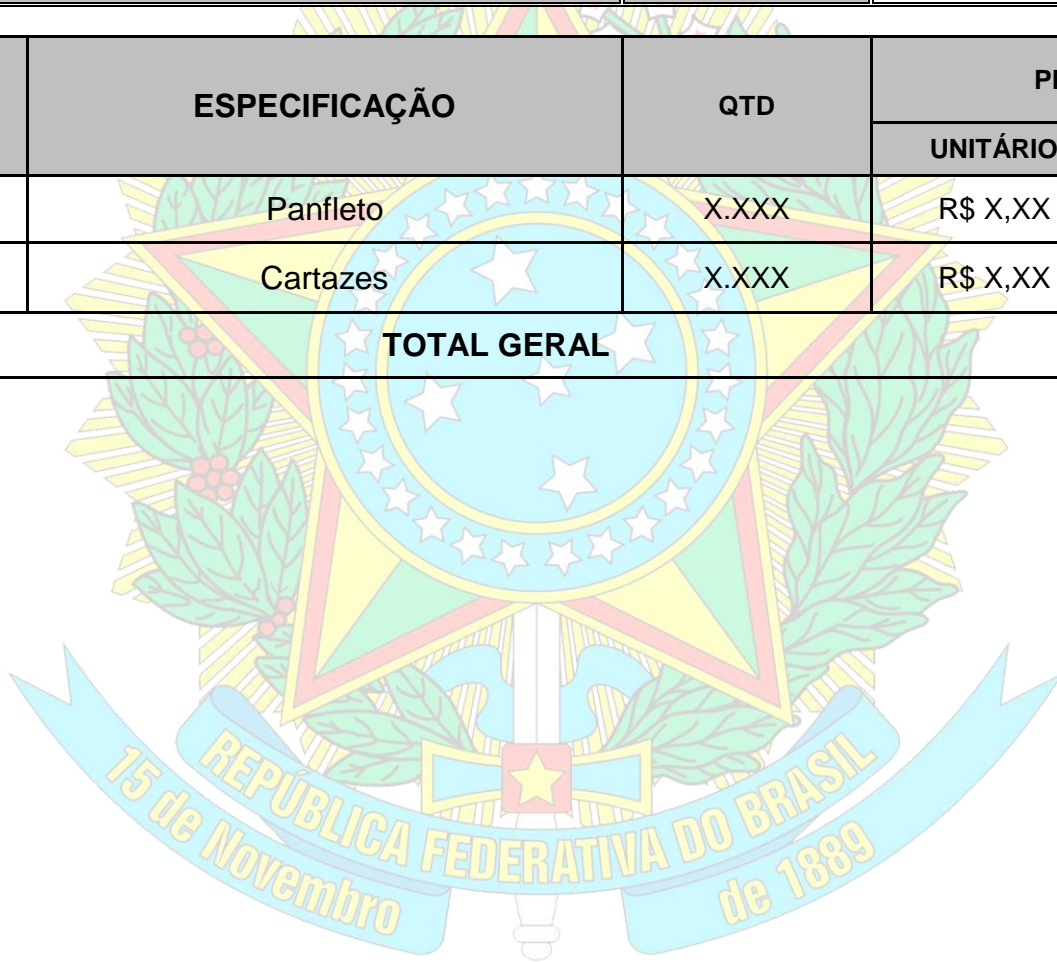 ESPECIFICAÇÃO QTD
UNITÁRIO
Panfleto X.XXX R$ X,XX
Cartazes X.XXX R$ X,XX
TOTAL GERAL
REPÚBLICA FEDERATIVA DO BRASIL
15 de Novembro de 1889